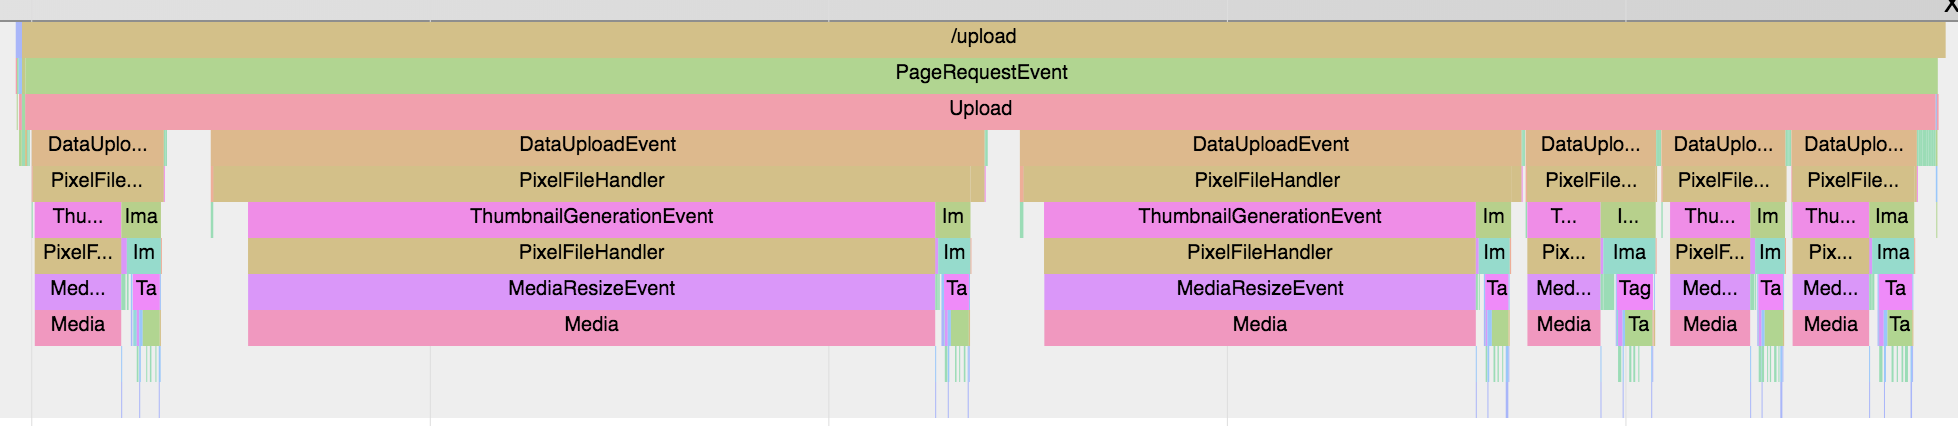 X
/upload
PageRequestEvent
Upload
DataUplo... DataUploadEvent DataUploadEvent DataUplo... DataUplo... DataUplo...
PixelFile... PixelFileHandler PixelFileHandler PixelFile... PixelFile... PixelFile...
Thu... Ima ThumbnailGenerationEvent Im ThumbnailGenerationEvent Im T... I... Thu... Im Thu... Ima
PixelF... Im PixelFileHandler Im PixelFileHandler Im Pix... Ima PixelF... Im Pix... Ima
Med... Ta MediaResizeEvent Ta MediaResizeEvent Ta Med... Tag Med... Ta Med... Ta
Media Media Media Media Ta Media Media Ta